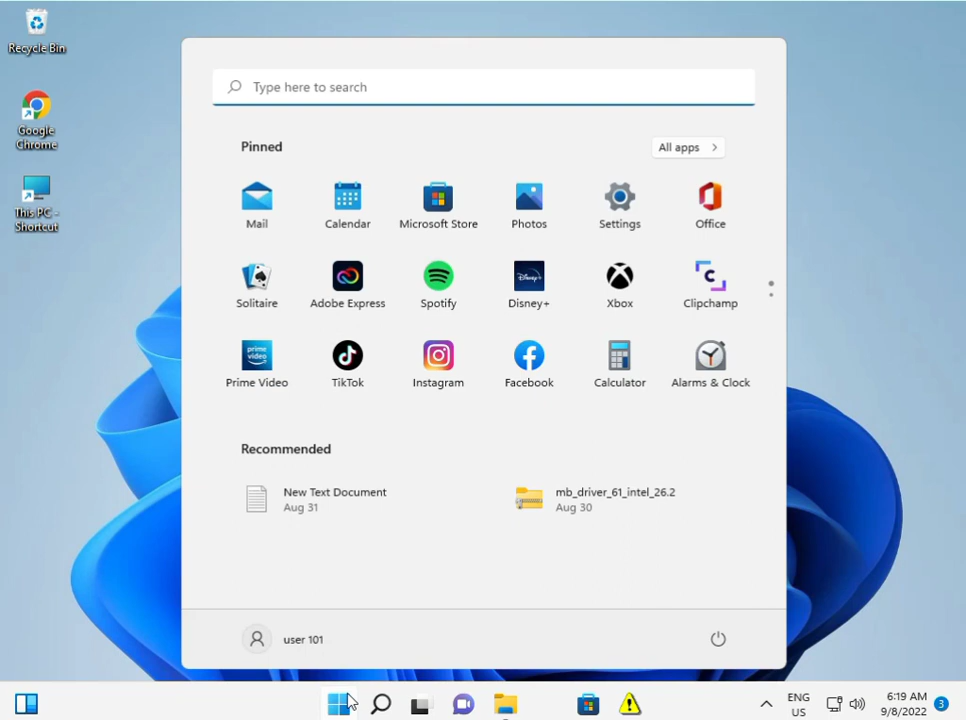 Recycle Bin
Google
Chrome
This PC -
Shortcut
Type here to search
Pinned
All apps
Mail
Calendar
Microsoft Store
Photos
Settings
Office
Solitaire
Adobe Express
Spotify
Disney+
Xbox
Clipchamp
prime video
Prime Video
TikTok
Instagram
Facebook
Calculator
Alarms & Clock
Recommended
New Text Document
Aug 31
mb_driver_61_intel_26.2
Aug 30
user 101
ENG
US
6:19 AM
9/8/2022
3